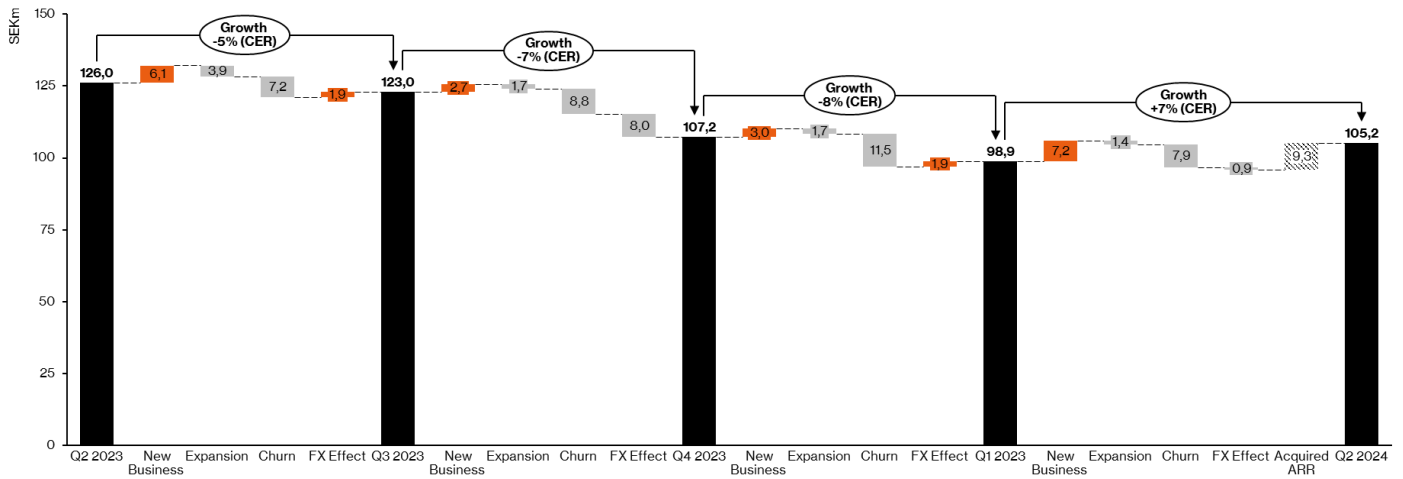 SEKm
150
125
100
75
50
25
0
Growth
-5% (CER)
Growth
-7% (CER)
Growth
-8% (CER)
Growth
+7% (CER)
126,0
6,1
3,9
7,2
1,9
123,0
2,7
1,7
8,8
8,0
107,2
3,0
1,7
11,5
1,9
98,9
7,2
1,4
7,9
0,9
9,3
105,2
Q2 2023
New
Business
Expansion
Churn
FX Effect
Q3 2023
New
Business
Expansion
Churn
FX Effect
Q4 2023
New
Business
Expansion
Churn
FX Effect
Q1 2023
New
Business
Expansion
Churn
FX Effect
Acquired
ARR
Q2 2024